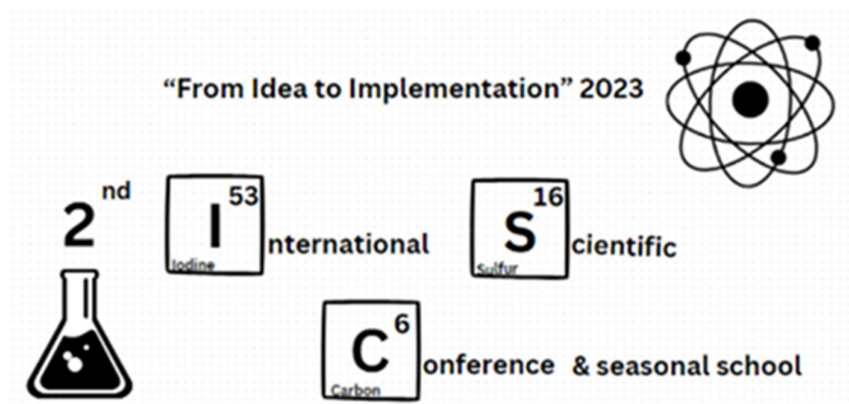 “From Idea to Implementation” 2023
2nd I 53 Iodine nternational S 16 Sulfur cientific
C 6 Carbon onference & seasonal school